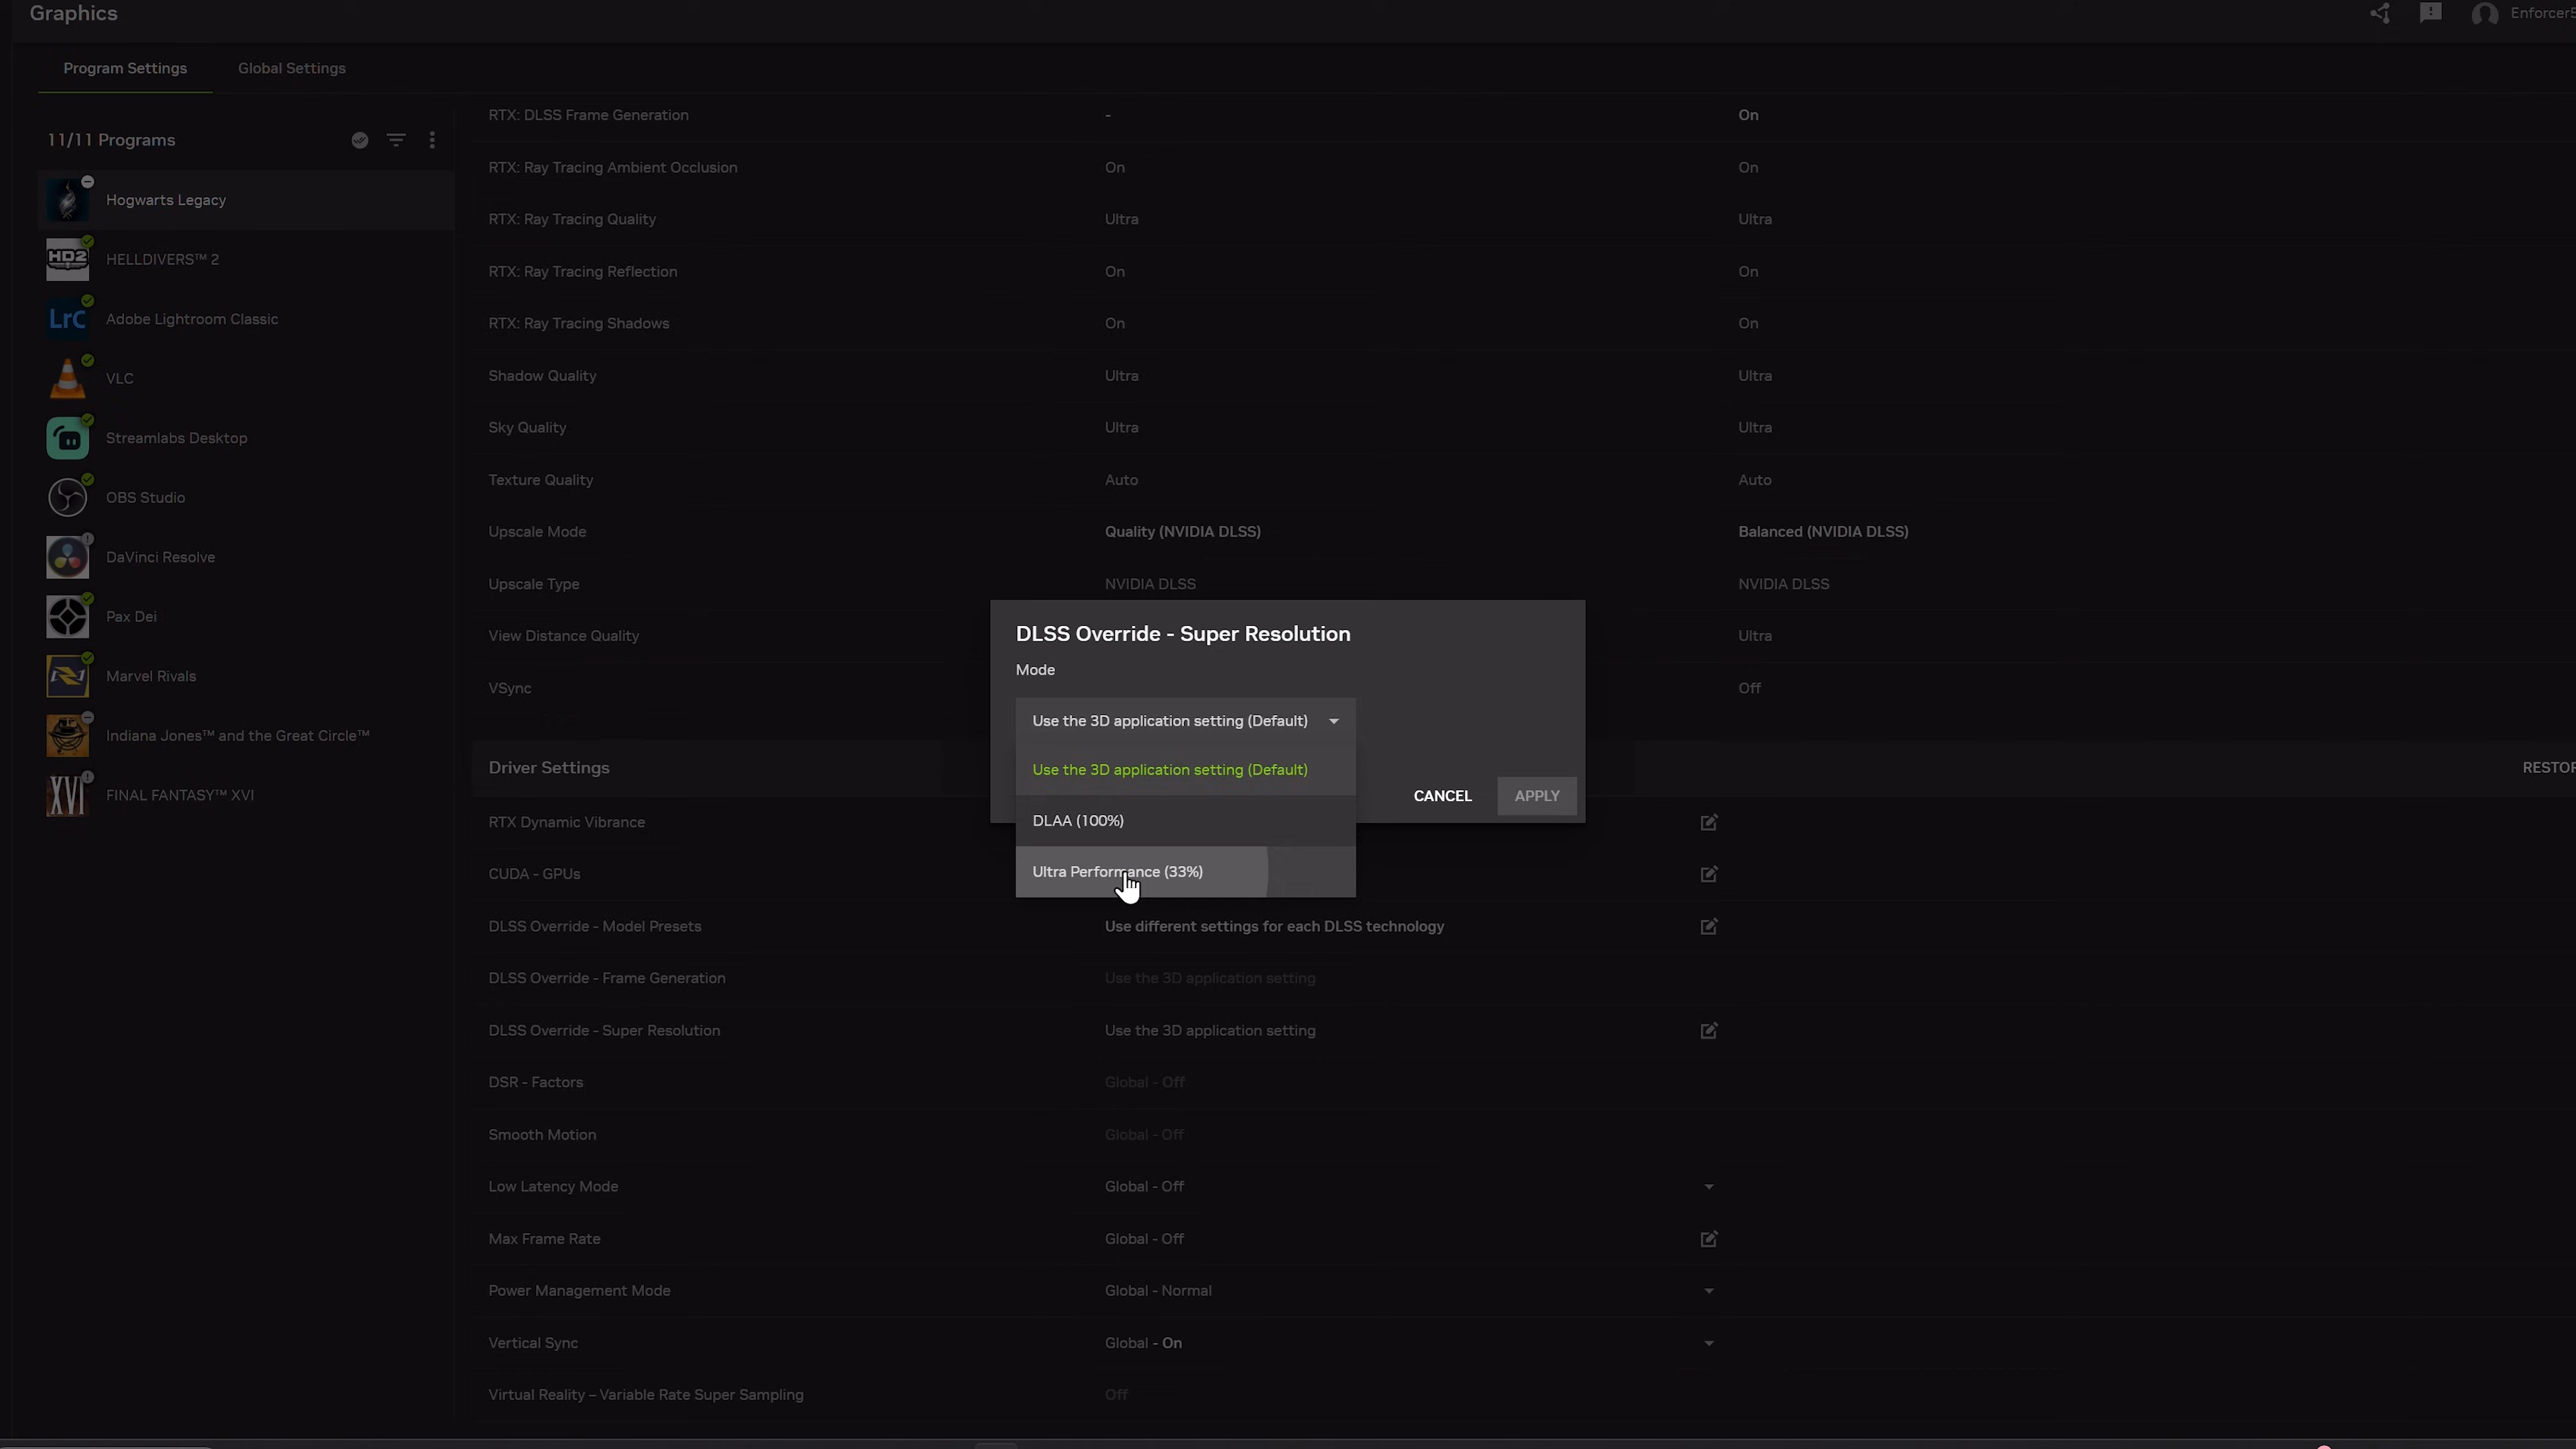 Graphics
Enforcer5
Program Settings Global Settings
11/11 Programs
Hogwarts Legacy
HD2 HELLDIVERS™ 2
LrC Adobe Lightroom Classic
VLC
Streamlabs Desktop
OBS Studio
DaVinci Resolve
Pax Dei
Marvel Rivals
Indiana Jones™ and the Great Circle™
XVI FINAL FANTASY™ XVI
RTX: DLSS Frame Generation - On
RTX: Ray Tracing Ambient Occlusion On On
RTX: Ray Tracing Quality Ultra Ultra
RTX: Ray Tracing Reflection On On
RTX: Ray Tracing Shadows On On
Shadow Quality Ultra Ultra
Sky Quality Ultra Ultra
Texture Quality Auto Auto
Upscale Mode Quality (NVIDIA DLSS) Balanced (NVIDIA DLSS)
Upscale Type NVIDIA DLSS NVIDIA DLSS
View Distance Quality Ultra
VSync Off
DLSS Override - Super Resolution
Mode
Use the 3D application setting (Default)
Use the 3D application setting (Default)
DLAA (100%)
Ultra Performance (33%)
CANCEL APPLY
Driver Settings RESTOR
RTX Dynamic Vibrance
CUDA - GPUs
DLSS Override - Model Presets Use different settings for each DLSS technology
DLSS Override - Frame Generation Use the 3D application setting
DLSS Override - Super Resolution Use the 3D application setting
DSR - Factors Global - Off
Smooth Motion Global - Off
Low Latency Mode Global - Off
Max Frame Rate Global - Off
Power Management Mode Global - Normal
Vertical Sync Global - On
Virtual Reality – Variable Rate Super Sampling Off